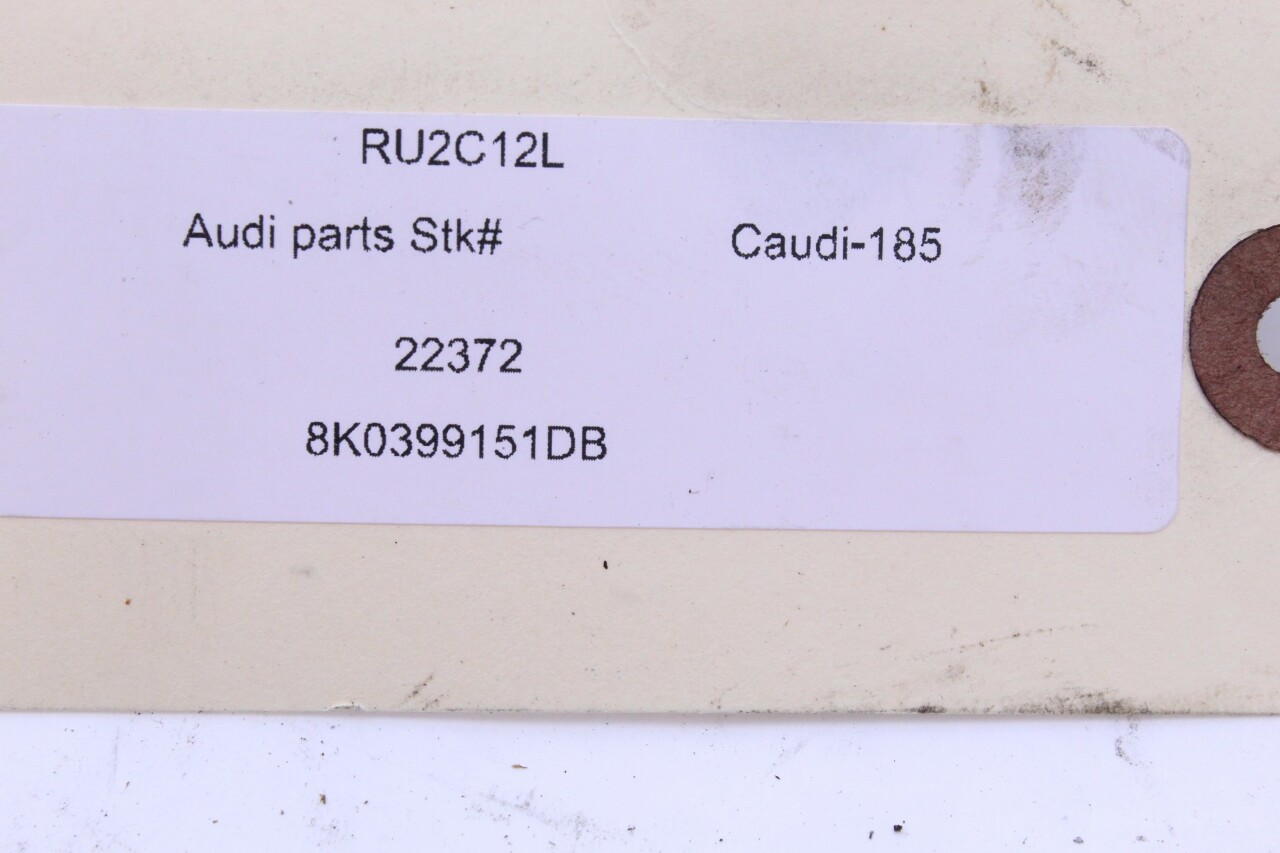 RU2C12L
Audi parts Stk# Caudi-185
22372
8K0399151DB